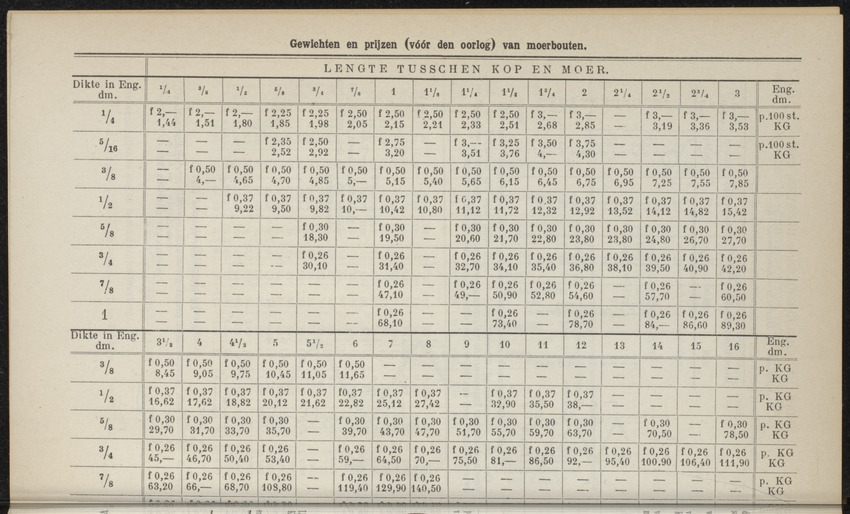 Gewichten en prijzen (vóór den oorlog) van moerbouten.
LENGTE TUSSCHEN KOP EN MOER.
Dikte in Eng. dm. 1/4 3/8 1/2 5/8 3/4 7/8 1 1 1/8 1 1/4 1 3/8 1 1/2 1 3/4 2 2 1/4 2 1/2 2 3/4 3 Eng. dm.
1/4 f 2,— f 2,— f 2,— f 2,25 f 2,25 f 2,50 f 2,50 f 2,50 f 2,50 f 2,50 f 3,— f 3,— — f 3,— f 3,— f 3,— p.100 st.
1,44 1,51 1,80 1,85 1,98 2,05 2,15 2,21 2,33 2,51 2,68 2,85 — 3,19 3,36 3,53 KG
5/16 — — — f 2,35 f 2,50 — f 2,75 — f 3,— f 3,25 f 3,50 f 3,75 — — — — p.100 st.
— — — 2,52 2,92 — 3,20 — 3,51 3,76 4,— 4,30 — — — — KG
3/8 — f 0,50 f 0,50 f 0,50 f 0,50 f 0,50 f 0,50 f 0,50 f 0,50 f 0,50 f 0,50 f 0,50 f 0,50 f 0,50 f 0,50 f 0,50
— 4,— 4,65 4,70 4,85 5,— 5,15 5,40 5,65 6,15 6,45 6,75 6,95 7,25 7,55 7,85
1/2 — — f 0,37 f 0,37 f 0,37 f 0,37 f 0,37 f 0,37 f 6,37 f 0,37 f 0,37 f 0,37 f 0,37 f 0,37 f 0,37 f 0,37
— — 9,22 9,50 9,82 10,— 10,42 10,80 11,12 11,72 12,32 12,92 13,52 14,12 14,82 15,42
5/8 — — — — f 0,30 — f 0,30 — f 0,30 f 0,30 f 0,30 f 0,30 f 0,30 f 0,30 f 0,30 f 0,30
— — — — 18,30 — 19,50 — 20,60 21,70 22,80 23,80 23,80 24,80 26,70 27,70
3/4 — — — — f 0,26 — f 0,26 — f 0,26 f 0,26 f 0,26 f 0,26 f 0,26 f 0,26 f 0,26 f 0,26
— — — — 30,10 — 31,40 — 32,70 34,10 35,40 36,80 38,10 39,50 40,90 42,20
7/8 — — — — — — f 0,26 — f 0,26 f 0,26 f 0,26 f 0,26 — f 0,26 — f 0,26
— — — — — — 47,10 — 49,— 50,90 52,80 54,60 — 57,70 — 60,50
1 — — — — — — f 0,26 — — f 0,26 — f 0,26 — f 0,26 f 0,26 f 0,26
— — — — — — 68,10 — — 73,40 — 78,70 — 84,— 86,60 89,30
Dikte in Eng. dm. 3 1/2 4 4 1/2 5 5 1/2 6 7 8 9 10 11 12 13 14 15 16 Eng. dm.
3/8 f 0,50 f 0,50 f 0,50 f 0,50 f 0,50 f 0,50 — — — — — — — — — — p. KG
8,45 9,05 9,75 10,45 11,05 11,65 — — — — — — — — — — KG
1/2 f 0,37 f 0,37 f 0,37 f 0,37 f 0,37 f0,37 f 0,37 f 0,37 — f 0,37 f 0,37 f 0,37 — — — — p. KG
16,62 17,62 18,82 20,12 21,62 22,82 25,12 27,42 — 32,90 35,50 38,— — — — — KG
5/8 f 0,30 f 0,30 f 0,30 f 0,30 — f 0,30 f 0,30 f 0,30 f 0,30 f 0,30 f 0,30 f 0,30 — f 0,30 — f 0,30 p. KG
29,70 31,70 33,70 35,70 — 39,70 43,70 47,70 51,70 55,70 59,70 63,70 — 70,50 — 78,50 KG
3/4 f 0,26 f 0,26 f 0,26 f 0,26 — f 0,26 f 0,26 f 0,26 f 0,26 f 0,26 f 0,26 f 0,26 f 0,26 f 0,26 f 0,26 f 0,26 p. KG
45,— 46,70 50,40 53,40 — 59,— 64,50 70,— 75,50 81,— 86,50 92,— 95,40 100.90 106,40 111,90 KG
7/8 f 0,26 f 0,26 f 0,26 f 0,26 — f 0,26 f 0,26 f 0,26 — — — — — — — — p. KG
63,20 66,— 68,70 108,80 — 119,40 129,90 140,50 — — — — — — — — KG